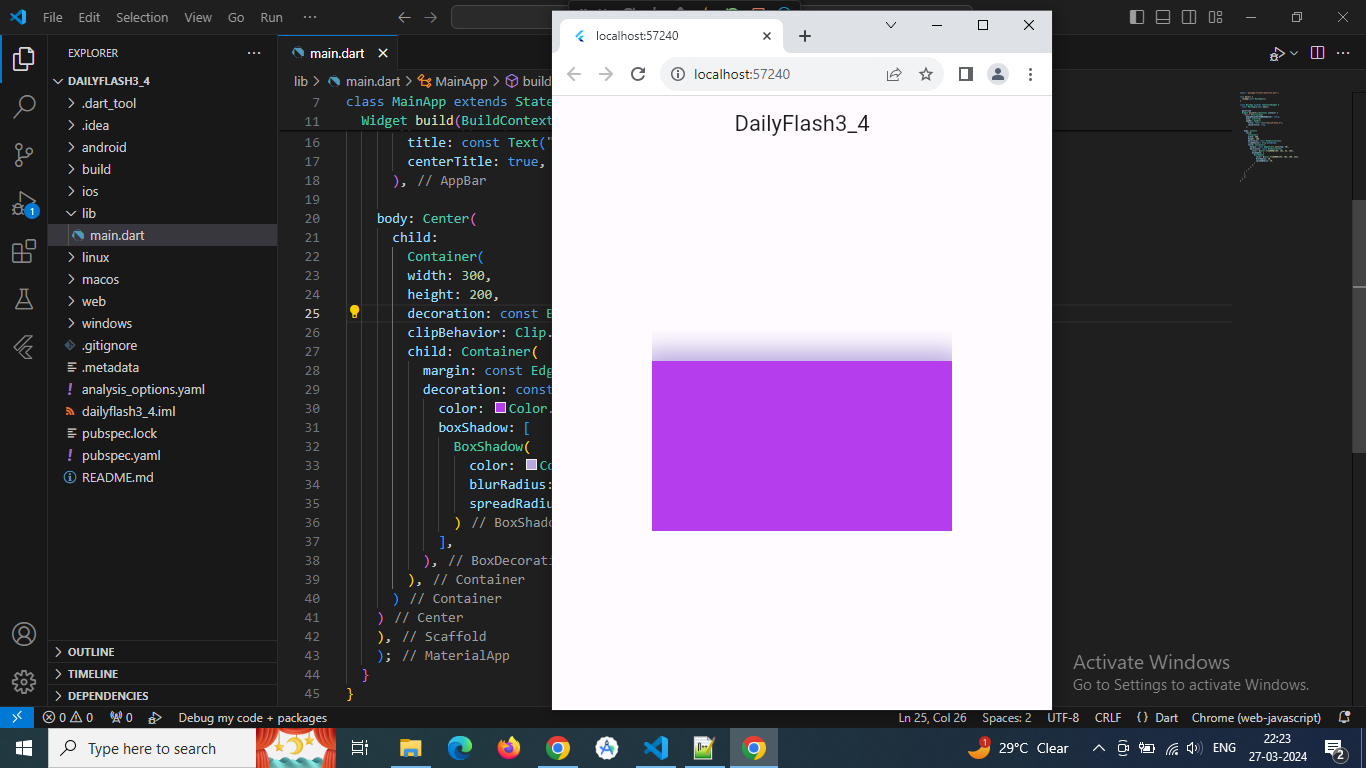 File Edit Selection View Go Run ···
EXPLORER
DAILYFLASH3_4
.dart_tool
.idea
android
build
ios
lib
main.dart
linux
macos
web
windows
.gitignore
.metadata
analysis_options.yaml
dailyflash3_4.iml
pubspec.lock
pubspec.yaml
README.md
OUTLINE
TIMELINE
DEPENDENCIES
1
main.dart
lib > main.dart > MainApp > build
7 class MainApp extends State
11 Widget build(BuildContext
16 title: const Text("
17 centerTitle: true,
18 ), // AppBar
19
20 body: Center(
21 child:
22 Container(
23 width: 300,
24 height: 200,
25 decoration: const B
26 clipBehavior: Clip.
27 child: Container(
28 margin: const Edg
29 decoration: const
30 color: Color.
31 boxShadow: [
32 BoxShadow(
33 color: Co
34 blurRadius:
35 spreadRadiu
36 ) // BoxShado
37 ],
38 ), // BoxDecorati
39 ), // Container
40 ) // Container
41 ) // Center
42 ), // Scaffold
43 ); // MaterialApp
44 }
45 }
localhost:57240
localhost:57240
DailyFlash3_4
Activate Windows
Go to Settings to activate Windows.
0 0 0 Debug my code + packages
Ln 25, Col 26 Spaces: 2 UTF-8 CRLF {} Dart Chrome (web-javascript)
Type here to search
1 29°C Clear ENG 22:23
27-03-2024 2